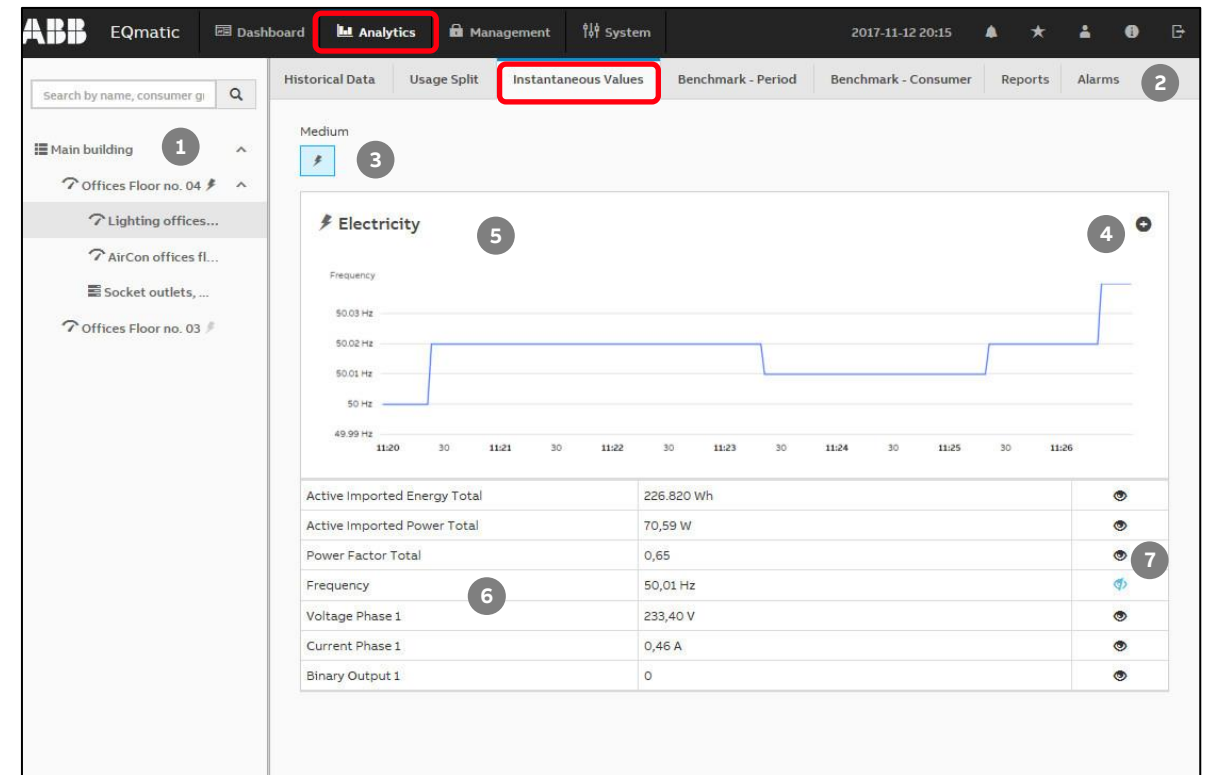 ABB EQmatic Dashboard Analytics Management System 2017-11-12 20:15
Historical Data Usage Split Instantaneous Values Benchmark - Period Benchmark - Consumer Reports Alarms 2
Search by name, consumer gr
Main building 1
Offices Floor no. 04
Lighting offices...
AirCon offices fl...
Socket outlets, ...
Offices Floor no. 03
Medium
3
Electricity 5 4
Frequency
50.03 Hz
50.02 Hz
50.01 Hz
50 Hz
49.99 Hz
11:20 30 11:21 30 11:22 30 11:23 30 11:24 30 11:25 30 11:26
Active Imported Energy Total 226.820 Wh
Active Imported Power Total 70,59 W
Power Factor Total 0,65 7
Frequency 50,01 Hz
6
Voltage Phase 1 233,40 V
Current Phase 1 0,46 A
Binary Output 1 0